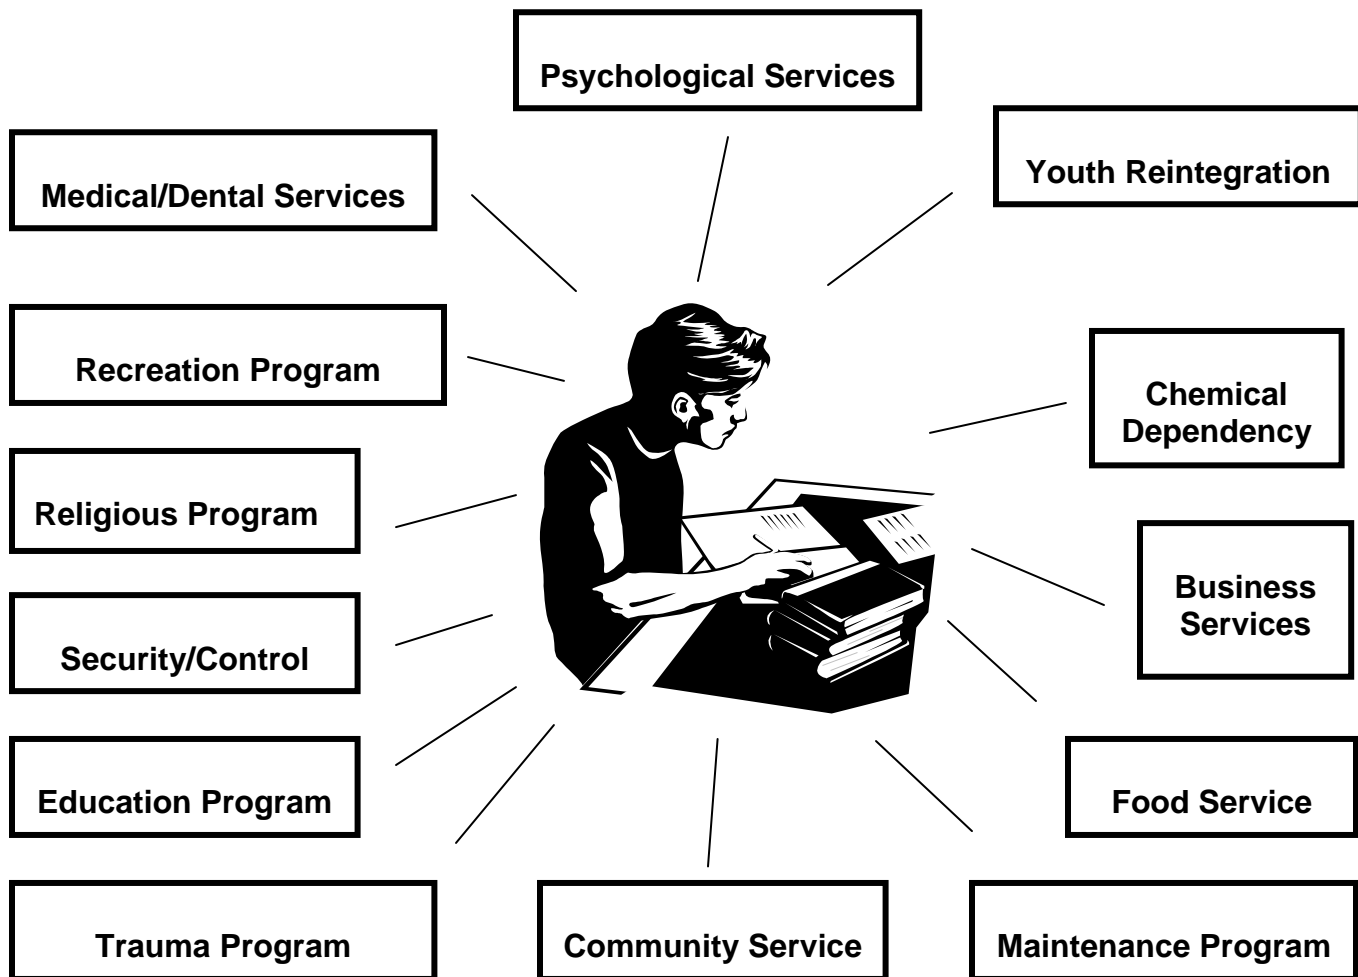 Psychological Services
Youth Reintegration
Medical/Dental Services
Recreation Program
Chemical
Dependency
Religious Program
Business
Services
Security/Control
Education Program
Food Service
Trauma Program
Community Service
Maintenance Program